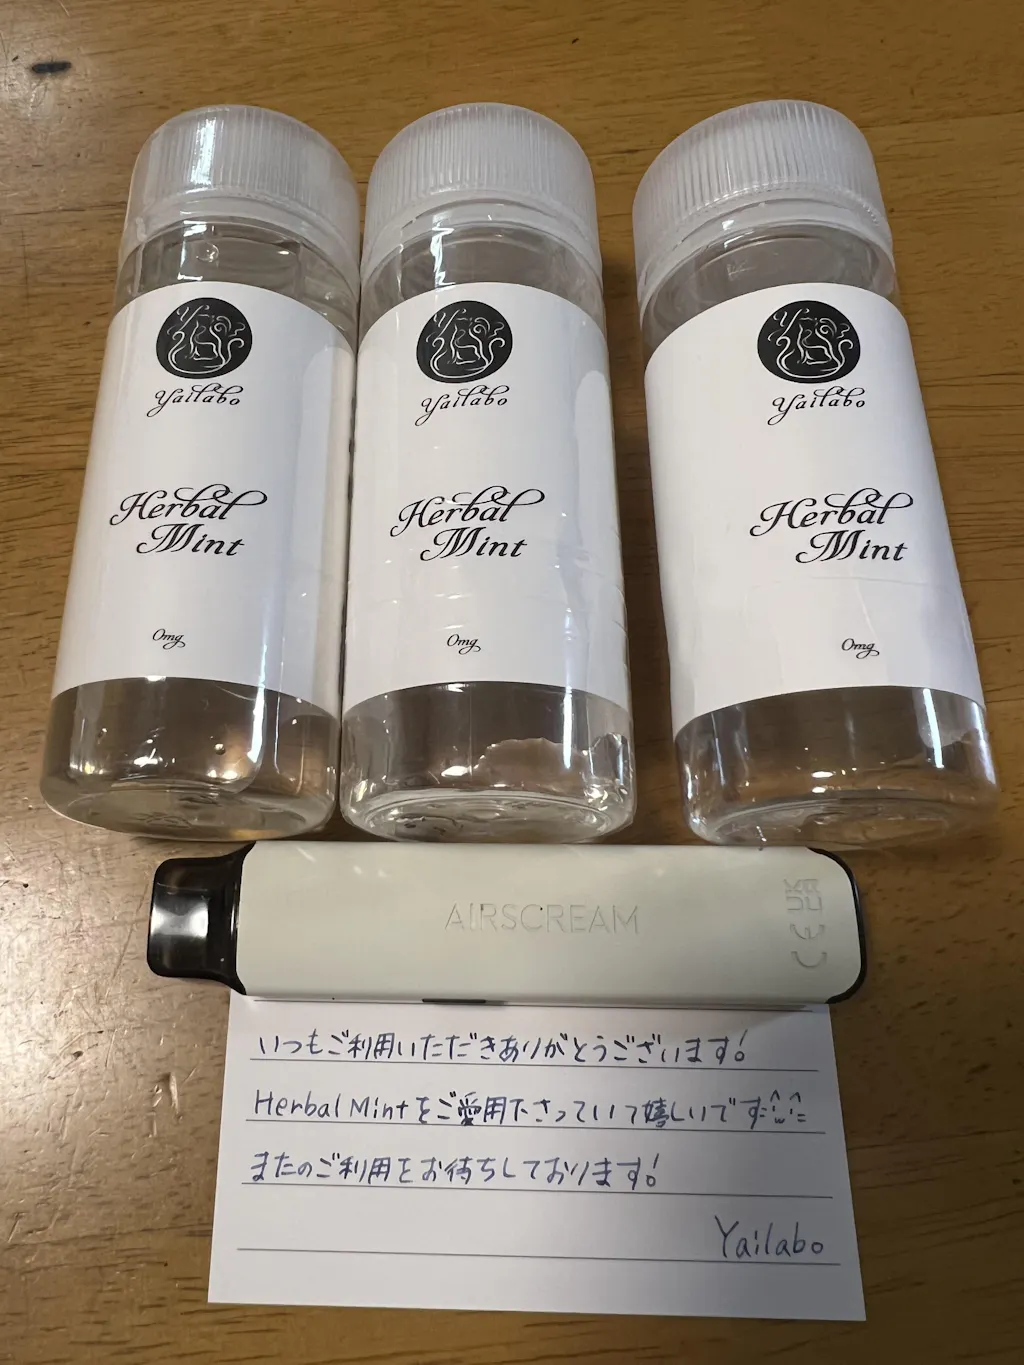 Yailabo
Herbal
Mint
0mg
Yailabo
Herbal
Mint
0mg
Yailabo
Herbal
Mint
0mg
AIRSCREAM
UK
CA
CE
いつもご利用いただきありがとうございます!
Herbal Mintをご愛用下さっていて嬉しいです
またのご利用をお待ちしております!
Yailabo